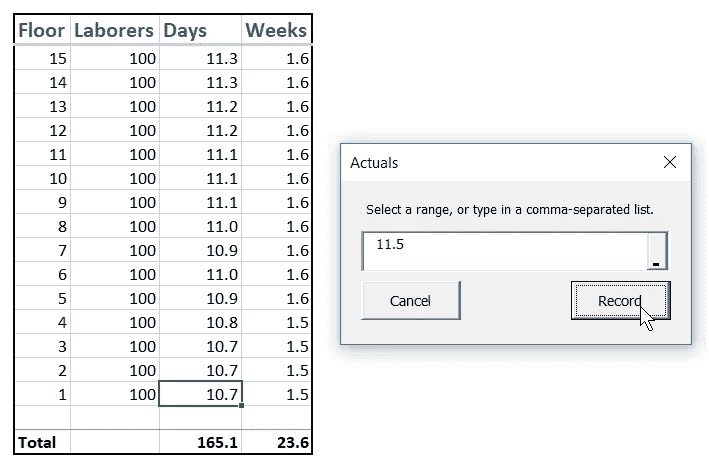 Floor Laborers Days Weeks
15 100 11.3 1.6
14 100 11.3 1.6
13 100 11.2 1.6
12 100 11.2 1.6
11 100 11.1 1.6
10 100 11.1 1.6
9 100 11.1 1.6
8 100 11.0 1.6
7 100 10.9 1.6
6 100 11.0 1.6
5 100 10.9 1.6
4 100 10.8 1.5
3 100 10.7 1.5
2 100 10.7 1.5
1 100 10.7 1.5
Total 165.1 23.6
Actuals
Select a range, or type in a comma-separated list.
11.5
Cancel Record